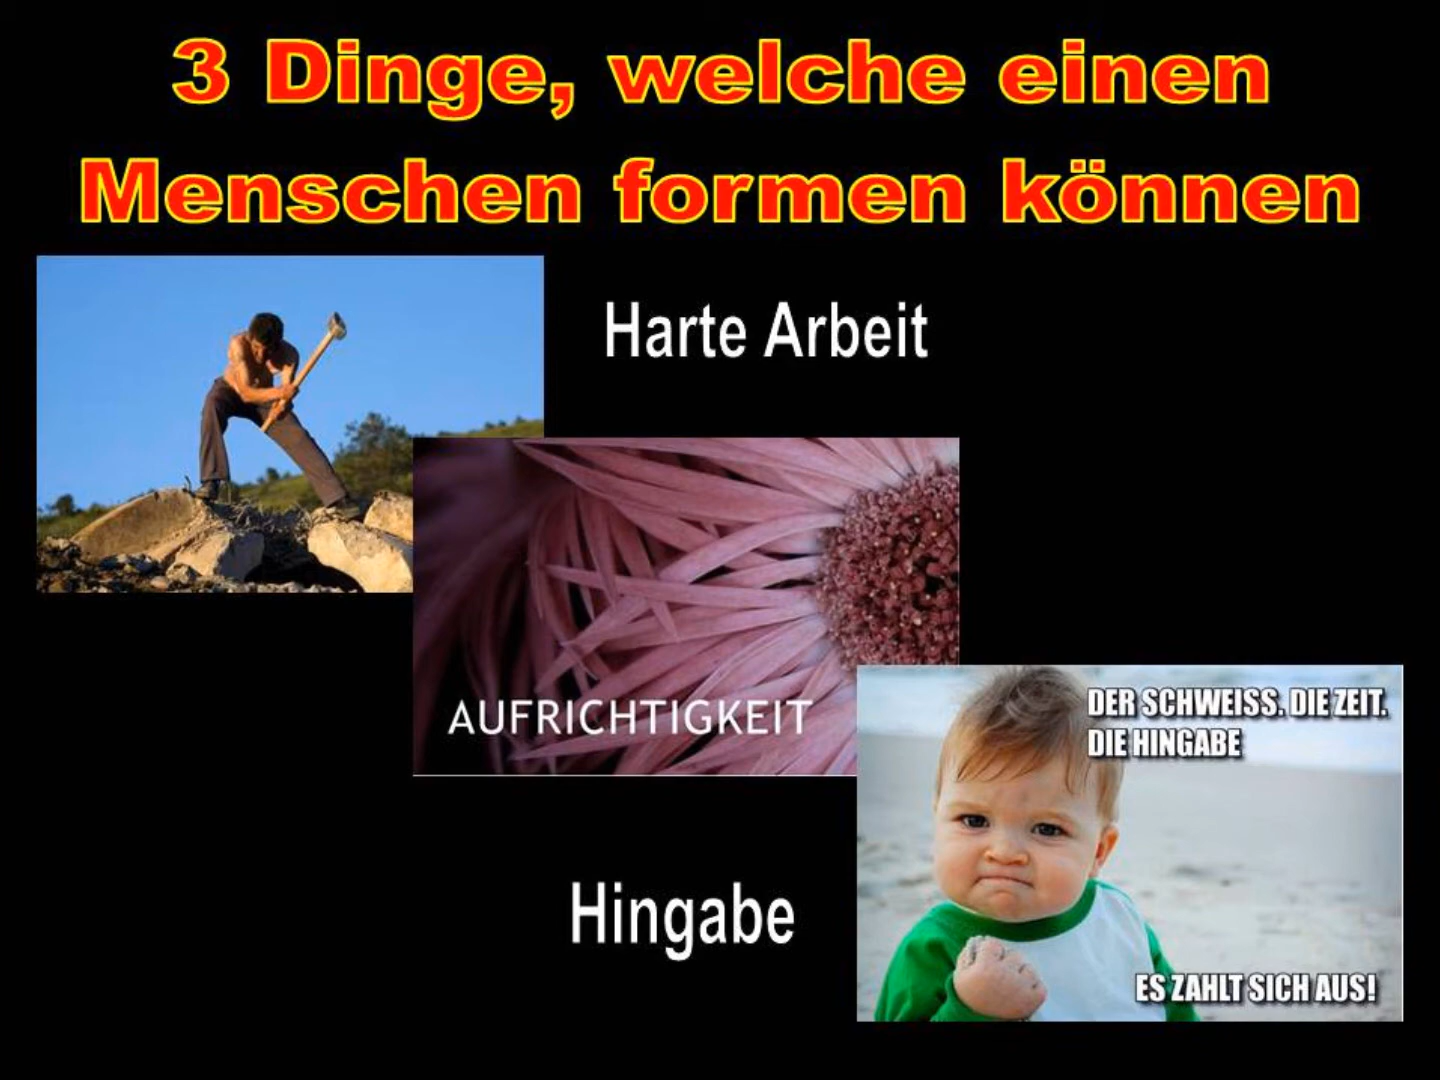 3 Dinge, welche einen
Menschen formen können
Harte Arbeit
AUFRICHTIGKEIT
DER SCHWEISS. DIE ZEIT.
DIE HINGABE
Hingabe
ES ZAHLT SICH AUS!